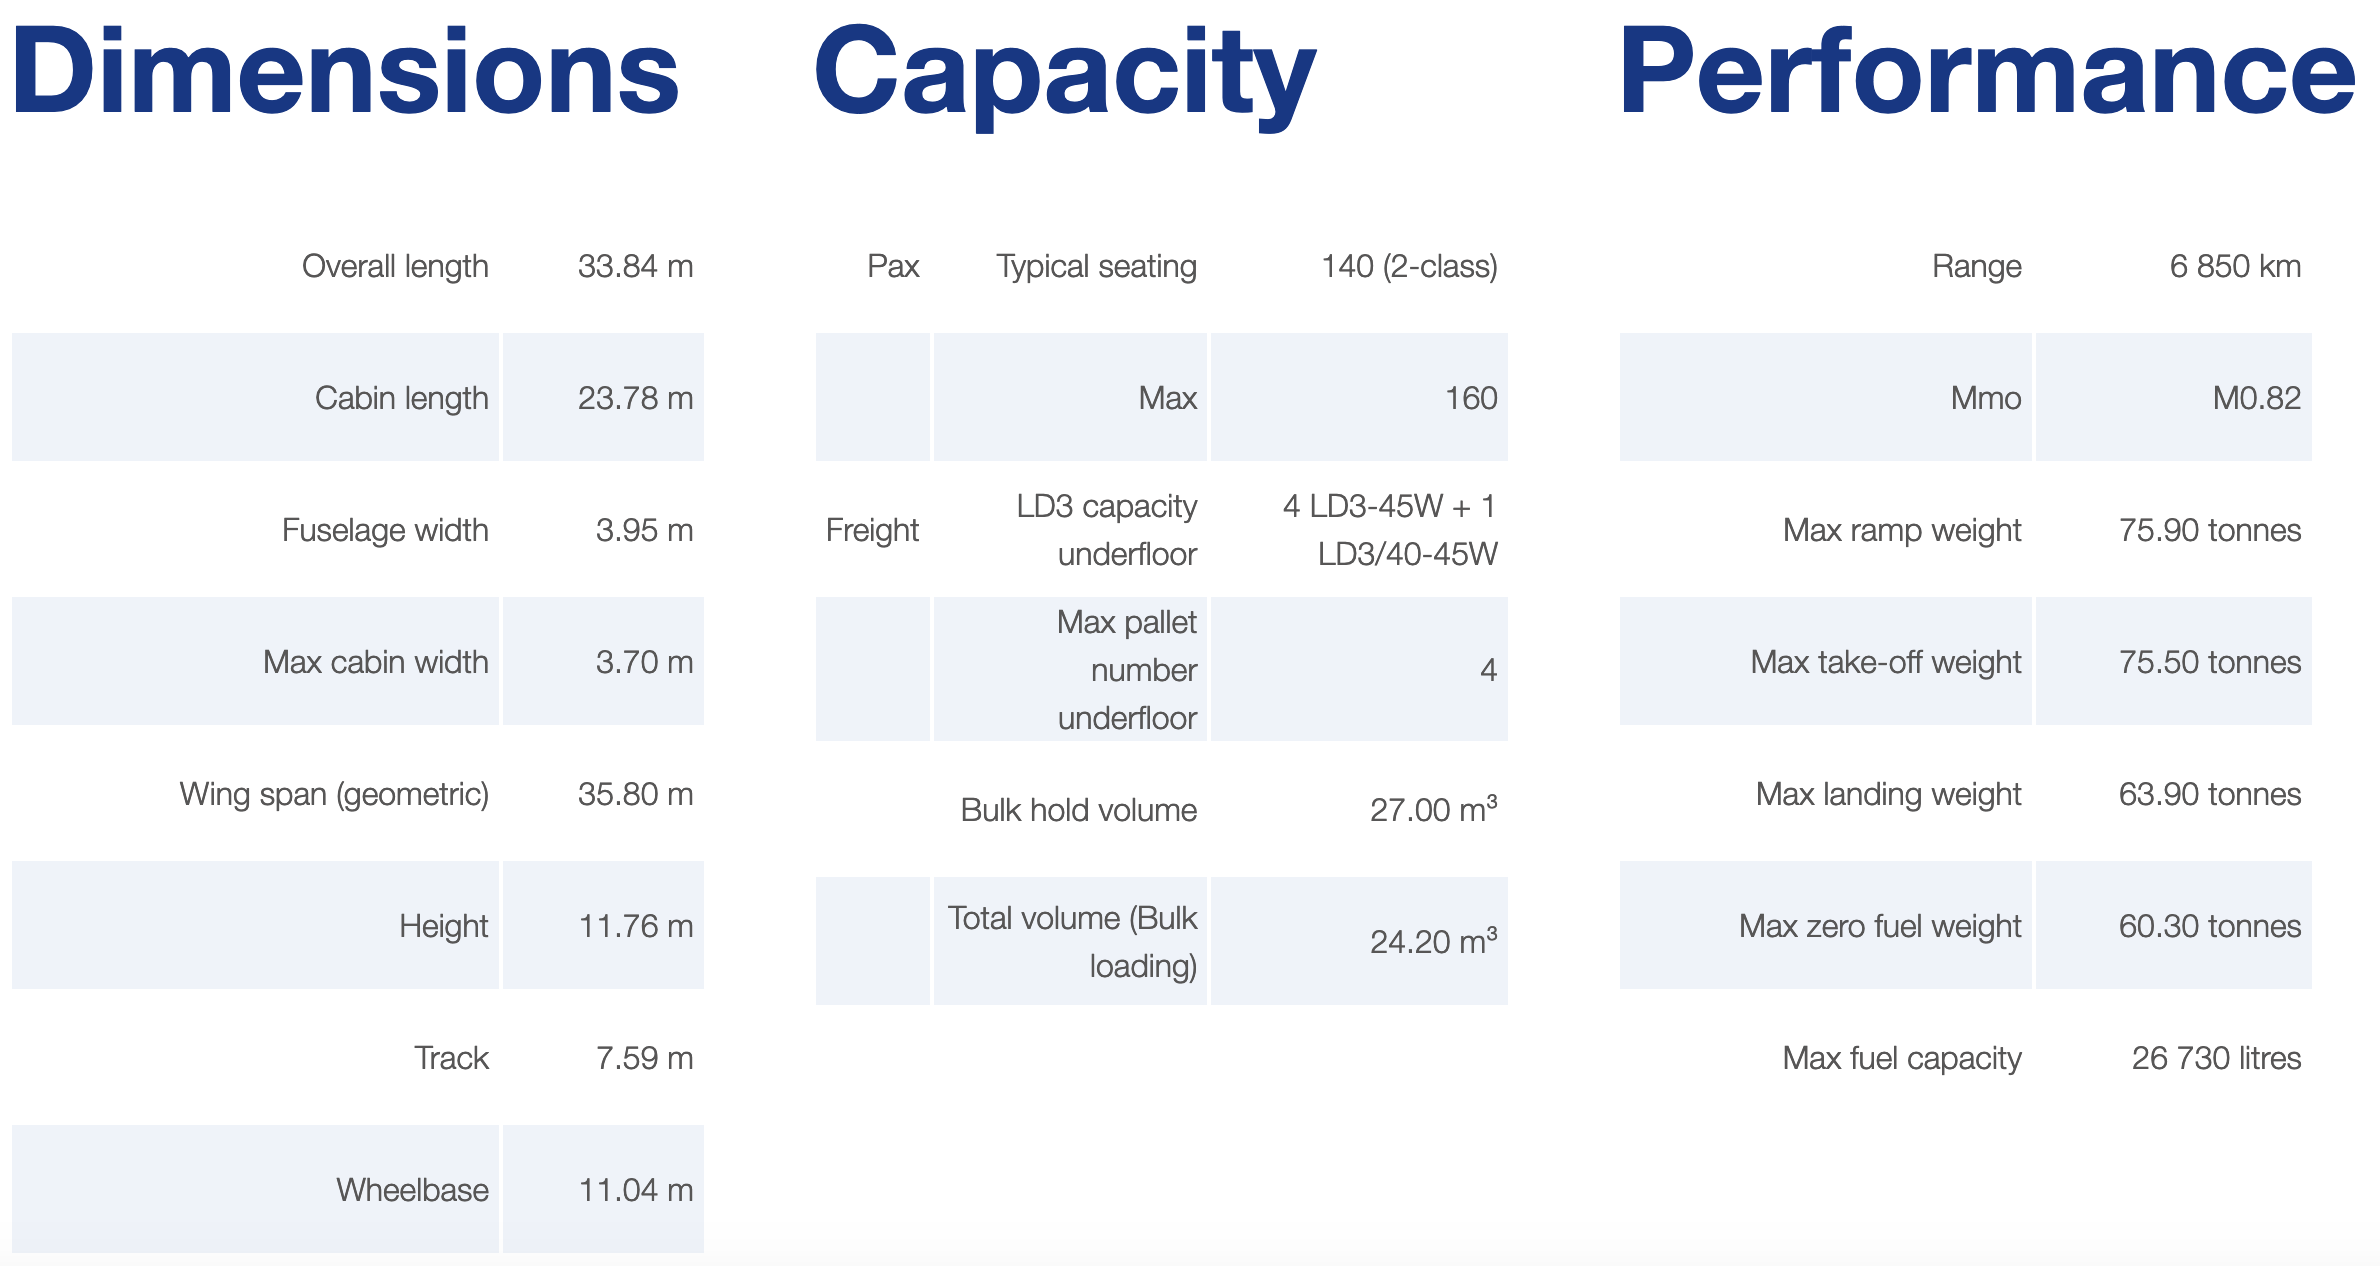 Dimensions
Overall length 33.84 m
Cabin length 23.78 m
Fuselage width 3.95 m
Max cabin width 3.70 m
Wing span (geometric) 35.80 m
Height 11.76 m
Track 7.59 m
Wheelbase 11.04 m
Capacity
Pax Typical seating 140 (2-class)
Max 160
Freight LD3 capacity underfloor 4 LD3-45W + 1 LD3/40-45W
Max pallet number underfloor 4
Bulk hold volume 27.00 m³
Total volume (Bulk loading) 24.20 m³
Performance
Range 6 850 km
Mmo M0.82
Max ramp weight 75.90 tonnes
Max take-off weight 75.50 tonnes
Max landing weight 63.90 tonnes
Max zero fuel weight 60.30 tonnes
Max fuel capacity 26 730 litres